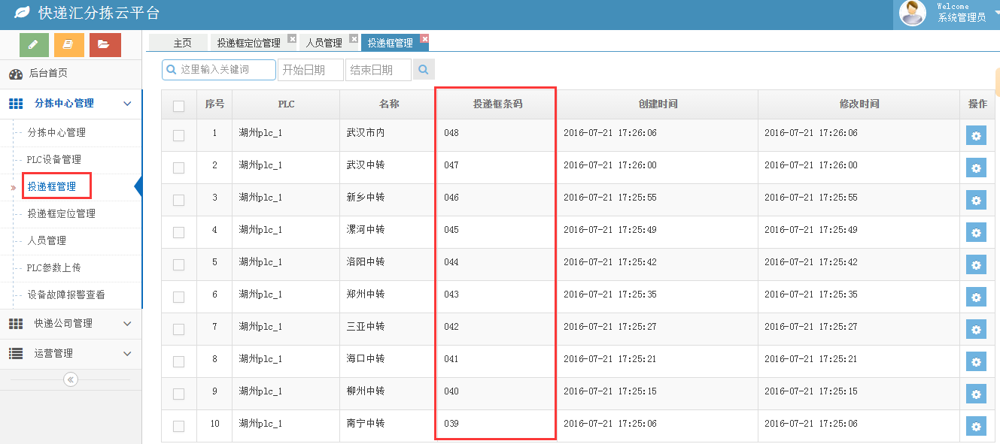 快递汇分拣云平台
Welcome
系统管理员
主页 投递框定位管理 人员管理 投递框管理
后台首页
分拣中心管理
分拣中心管理
PLC设备管理
投递框管理
投递框定位管理
人员管理
PLC参数上传
设备故障报警查看
快递公司管理
运营管理
这里输入关键词 开始日期 结束日期
序号 PLC 名称 投递框条码 创建时间 修改时间 操作
1 湖州plc_1 武汉市内 048 2016-07-21 17:26:06 2016-07-21 17:26:06
2 湖州plc_1 武汉中转 047 2016-07-21 17:26:00 2016-07-21 17:26:00
3 湖州plc_1 新乡中转 046 2016-07-21 17:25:55 2016-07-21 17:25:55
4 湖州plc_1 漯河中转 045 2016-07-21 17:25:49 2016-07-21 17:25:49
5 湖州plc_1 洛阳中转 044 2016-07-21 17:25:42 2016-07-21 17:25:42
6 湖州plc_1 郑州中转 043 2016-07-21 17:25:35 2016-07-21 17:25:35
7 湖州plc_1 三亚中转 042 2016-07-21 17:25:27 2016-07-21 17:25:27
8 湖州plc_1 海口中转 041 2016-07-21 17:25:21 2016-07-21 17:25:21
9 湖州plc_1 柳州中转 040 2016-07-21 17:25:15 2016-07-21 17:25:15
10 湖州plc_1 南宁中转 039 2016-07-21 17:25:06 2016-07-21 17:25:06